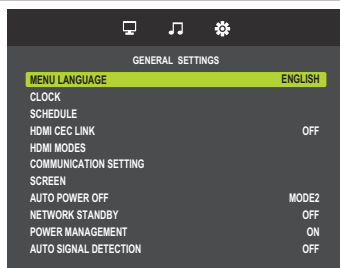 GENERAL SETTINGS
MENU LANGUAGE ENGLISH
CLOCK
SCHEDULE
HDMI CEC LINK OFF
HDMI MODES
COMMUNICATION SETTING
SCREEN
AUTO POWER OFF MODE2
NETWORK STANDBY OFF
POWER MANAGEMENT ON
AUTO SIGNAL DETECTION OFF